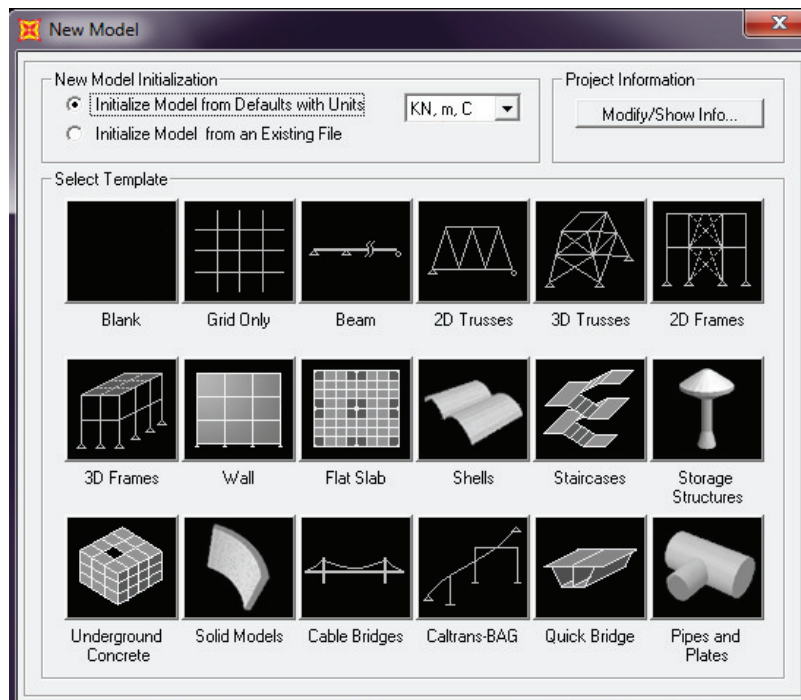 New Model
New Model Initialization
Initialize Model from Defaults with Units
KN, m, C
Initialize Model from an Existing File
Project Information
Modify/Show Info...
Select Template
Blank
Grid Only
Beam
2D Trusses
3D Trusses
2D Frames
3D Frames
Wall
Flat Slab
Shells
Staircases
Storage
Structures
Underground
Concrete
Solid Models
Cable Bridges
Caltrans-BAG
Quick Bridge
Pipes and
Plates